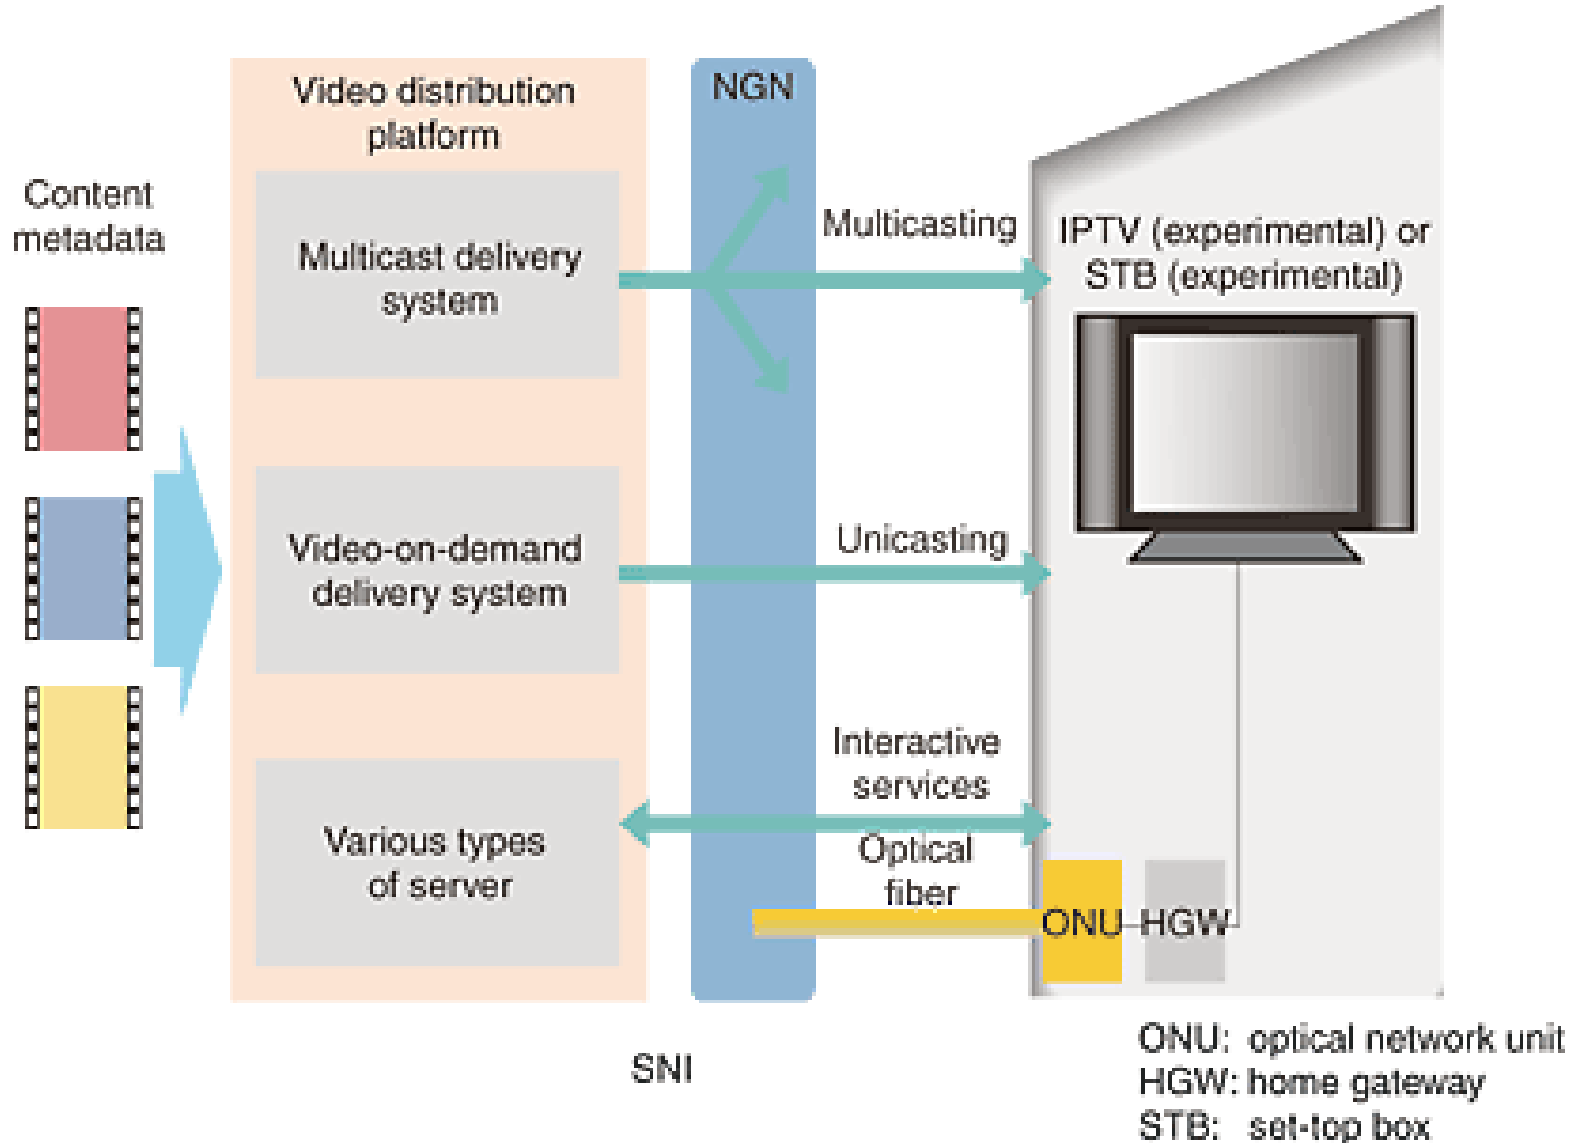 Content
metadata
Video distribution
platform
Multicast delivery
system
Video-on-demand
delivery system
Various types
of server
NGN
Multicasting
Unicasting
Interactive
services
Optical
fiber
IPTV (experimental) or
STB (experimental)
ONU
HGW
SNI
ONU: optical network unit
HGW: home gateway
STB: set-top box